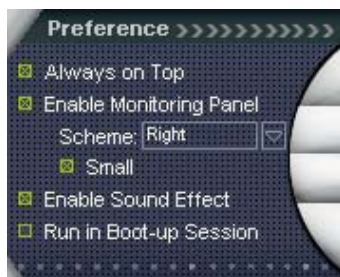 Preference >>>>>>>>>>>
Always on Top
Enable Monitoring Panel
Scheme: Right
Small
Enable Sound Effect
Run in Boot-up Session